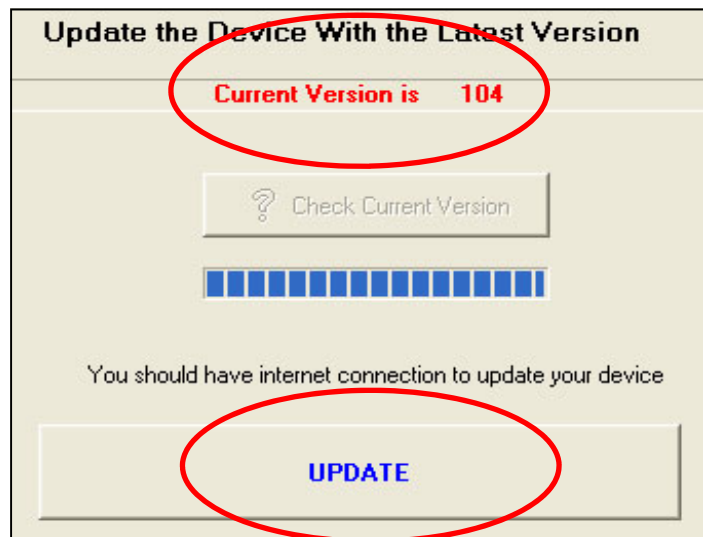 Update the Device With the Latest Version
Current Version is 104
? Check Current Version
You should have internet connection to update your device
UPDATE